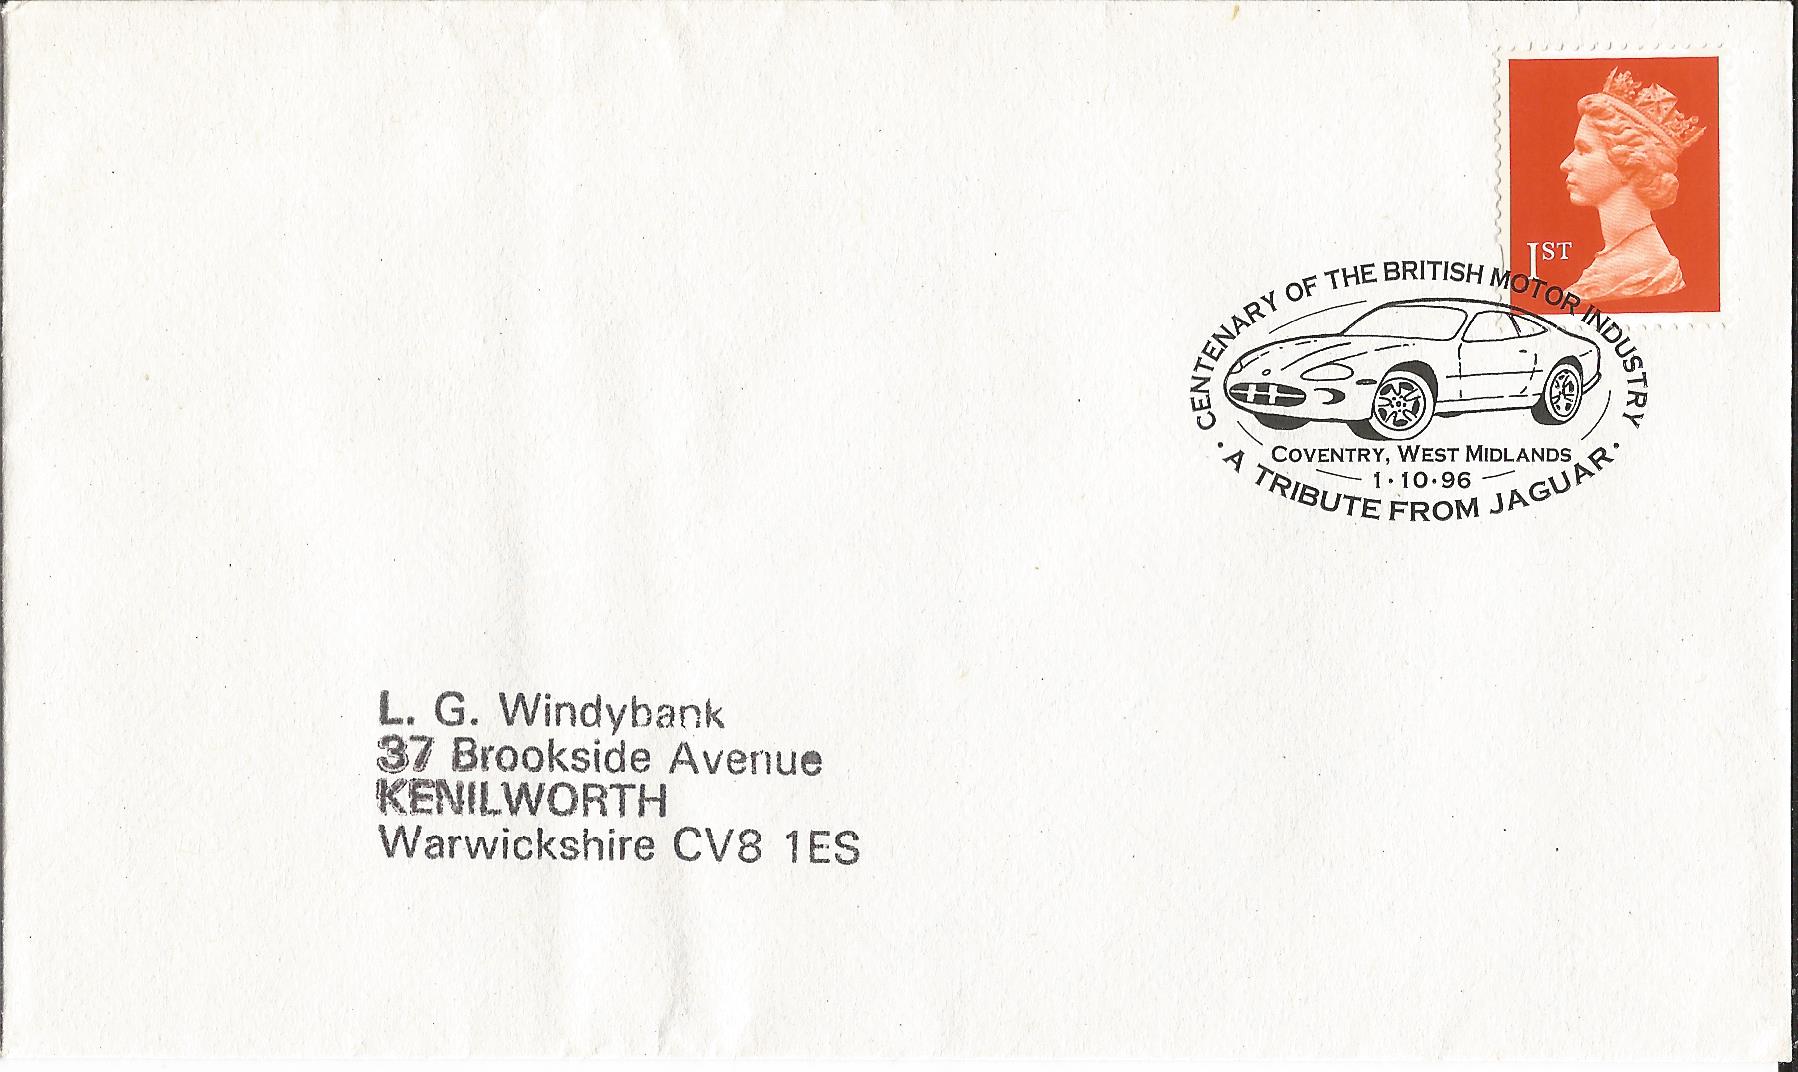 1ST
CENTENARY OF THE BRITISH MOTOR INDUSTRY
COVENTRY, WEST MIDLANDS
1·10·96
· A TRIBUTE FROM JAGUAR ·
L. G. Windybank
37 Brookside Avenue
KENILWORTH
Warwickshire CV8 1ES